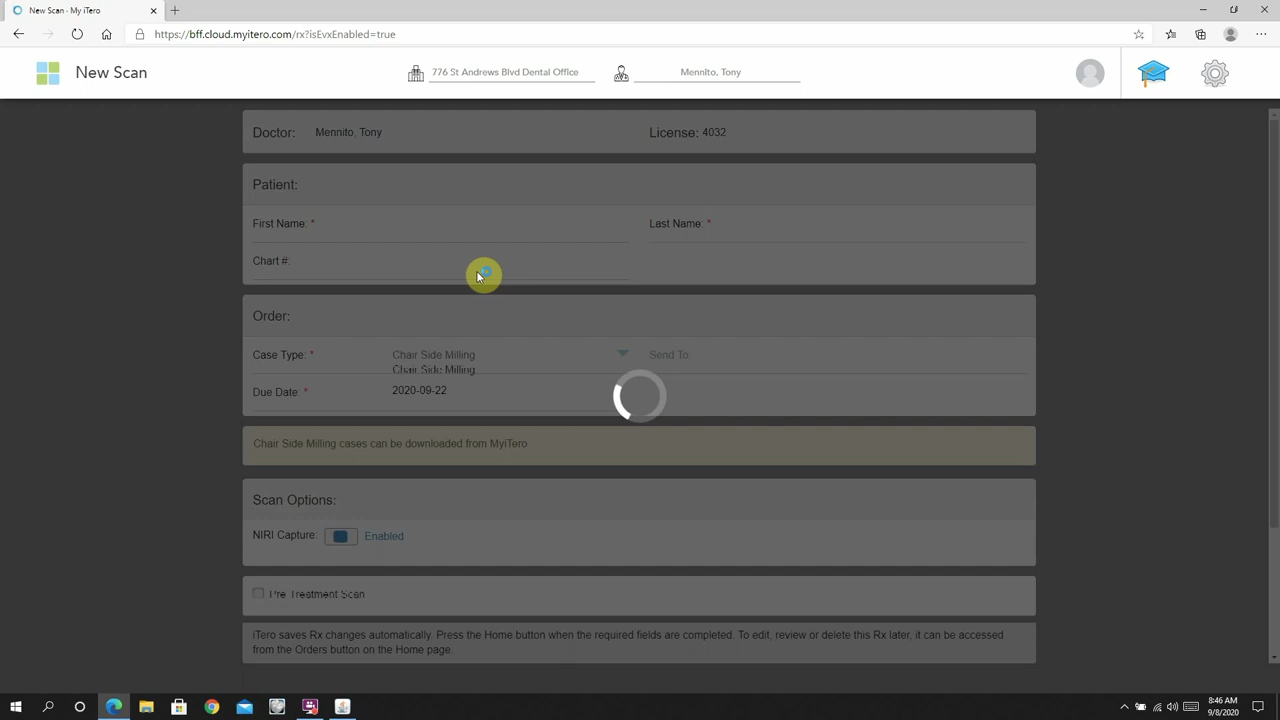 New Scan - My iTero
https://bff.cloud.myitero.com/rx?isEvxEnabled=true
New Scan
776 St Andrews Blvd Dental Office
Mennito, Tony
Doctor: Mennito, Tony
License: 4032
Patient:
First Name: *
Last Name: *
Chart #:
Order:
Case Type: * Chair Side Milling
Send To:
Chair Side Milling
Due Date: * 2020-09-22
Chair Side Milling cases can be downloaded from MyiTero
Scan Options:
NIRI Capture: Enabled
Pre Treatment Scan
iTero saves Rx changes automatically. Press the Home button when the required fields are completed. To edit, review or delete this Rx later, it can be accessed
from the Orders button on the Home page.
8:46 AM
9/8/2020